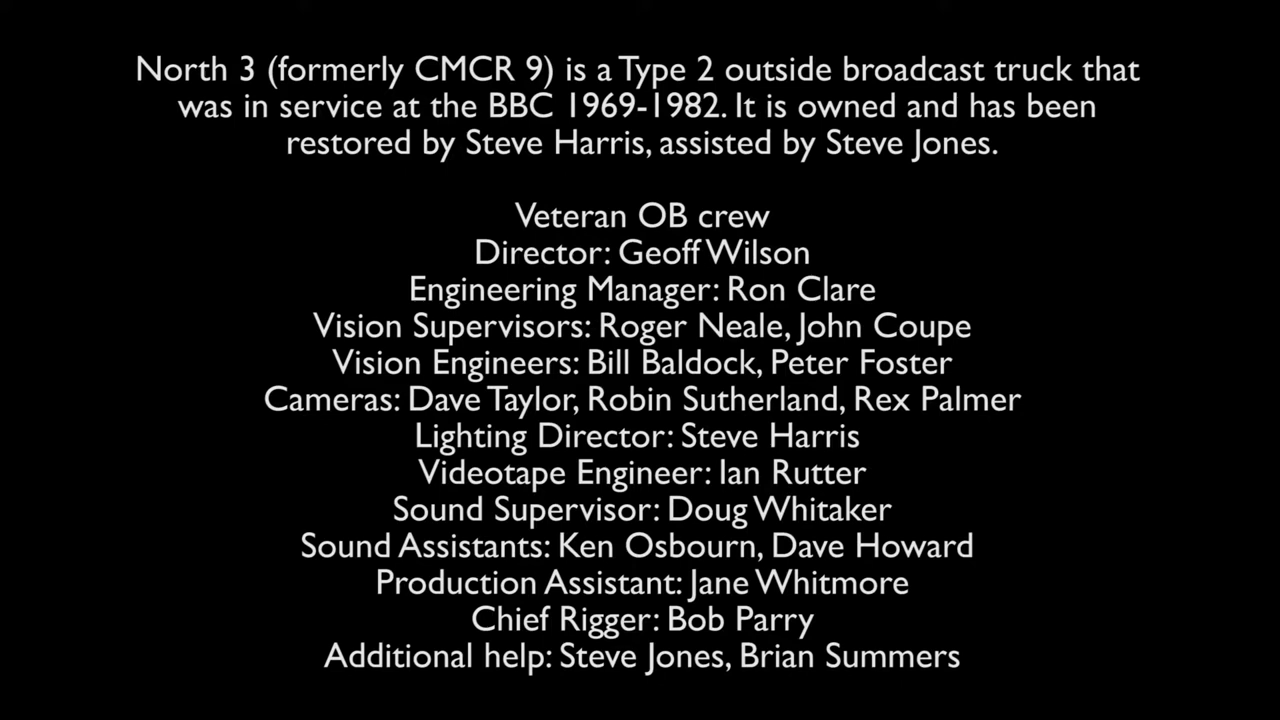 North 3 (formerly CMCR 9) is a Type 2 outside broadcast truck that
was in service at the BBC 1969-1982. It is owned and has been
restored by Steve Harris, assisted by Steve Jones.
Veteran OB crew
Director: Geoff Wilson
Engineering Manager: Ron Clare
Vision Supervisors: Roger Neale, John Coupe
Vision Engineers: Bill Baldock, Peter Foster
Cameras: Dave Taylor, Robin Sutherland, Rex Palmer
Lighting Director: Steve Harris
Videotape Engineer: Ian Rutter
Sound Supervisor: Doug Whitaker
Sound Assistants: Ken Osbourn, Dave Howard
Production Assistant: Jane Whitmore
Chief Rigger: Bob Parry
Additional help: Steve Jones, Brian Summers